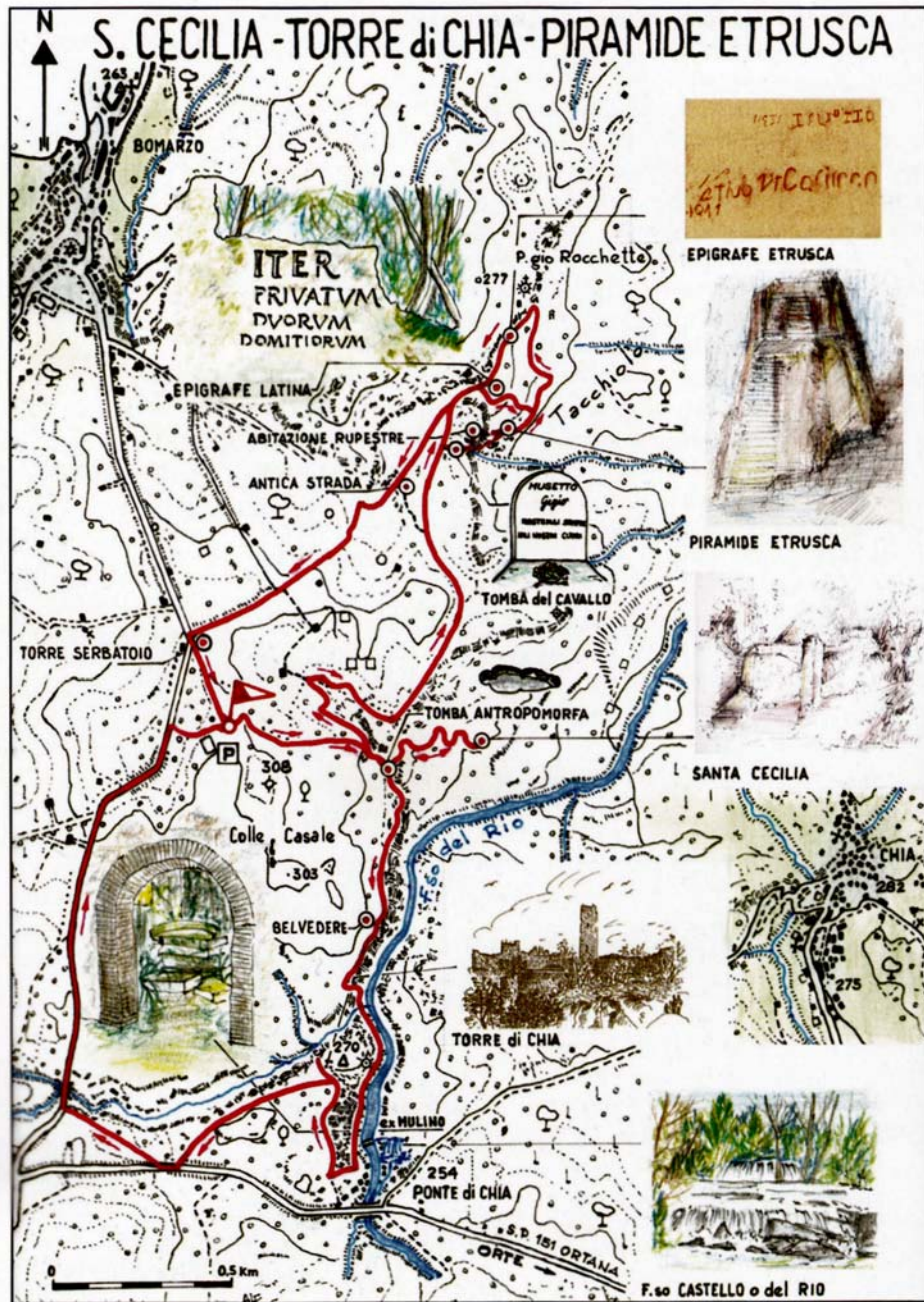 N
S. CECILIA - TORRE di CHIA - PIRAMIDE ETRUSCA
263
BOMARZO
N
ITER
PRIVATVM
DVORVM
DOMITIORVM
P.gio Rocchette
277
EPIGRAFE ETRUSCA
EPIGRAFE LATINA
Tacchiolo
ABITAZIONE RUPESTRE
ANTICA STRADA
MUSETTO
PIRAMIDE ETRUSCA
TOMBA del CAVALLO
TORRE SERBATOIO
TOMBA ANTROPOMORFA
P
308
SANTA CECILIA
Colle Casale
303
F.so del Rio
CHIA
282
BELVEDERE
275
270
TORRE di CHIA
ex MULINO
254
PONTE di CHIA
S.P. 151 ORTANA
ORTE
0 0,5 Km
F.so CASTELLO o del RIO